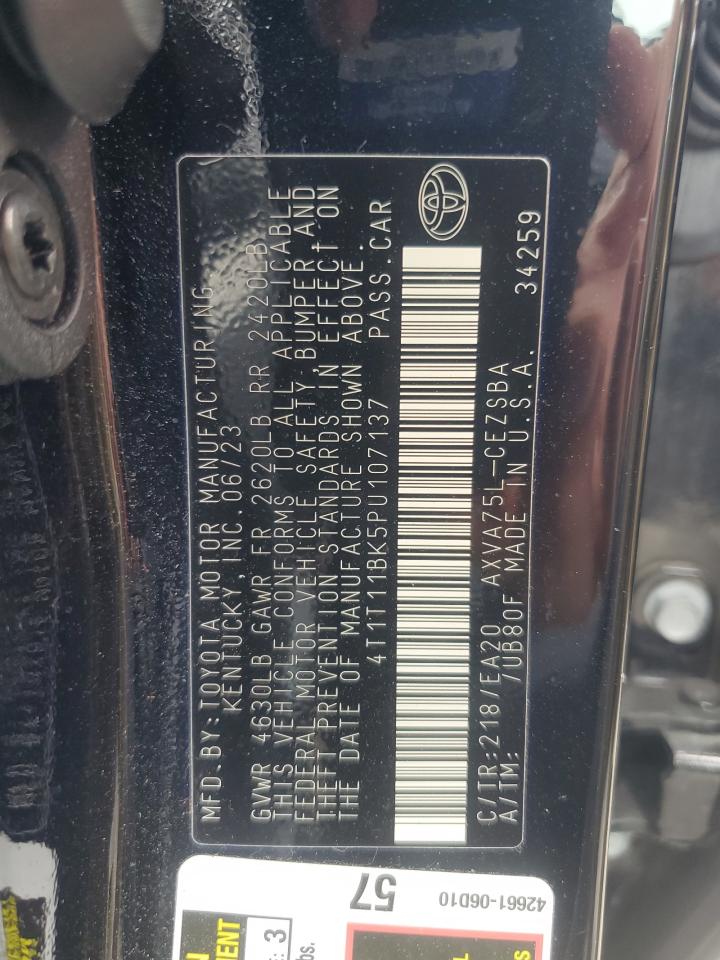 MFD. BY: TOYOTA MOTOR MANUFACTURING,
KENTUCKY, INC. 06/23
GVWR 4630LB GAWR FR 2620LB RR 2420LB
THIS VEHICLE CONFORMS TO ALL APPLICABLE
FEDERAL MOTOR VEHICLE SAFETY, BUMPER AND
THEFT PREVENTION STANDARDS IN EFFECT ON
THE DATE OF MANUFACTURE SHOWN ABOVE.
4T1T11BK5PU107137 PASS. CAR
C/TR: 218/EA20 AXVA75L-CEZSBA
A/TM: /UB80F MADE IN U.S.A. 34259
57
42661-06D10
3